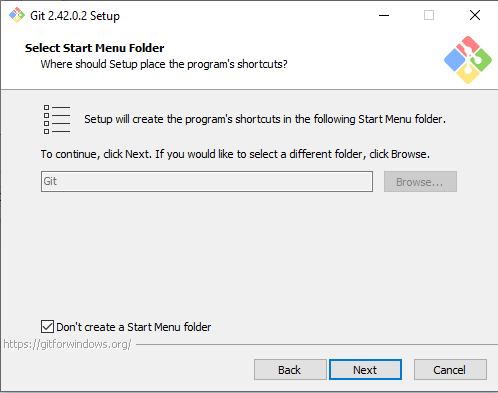 Git 2.42.0.2 Setup
Select Start Menu Folder
Where should Setup place the program's shortcuts?
Setup will create the program's shortcuts in the following Start Menu folder.
To continue, click Next. If you would like to select a different folder, click Browse.
Git
Browse...
Don't create a Start Menu folder
https://gitforwindows.org/
Back
Next
Cancel